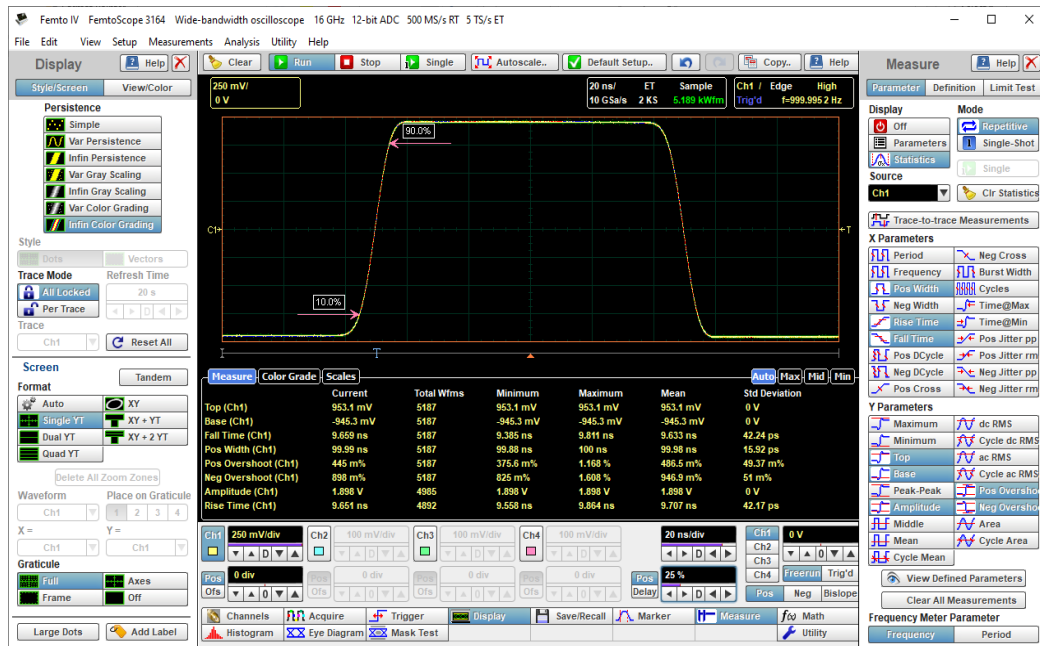 Femto IV FemtoScope 3164 Wide-bandwidth oscilloscope 16 GHz 12-bit ADC 500 MS/s RT 5 TS/s ET
File Edit View Setup Measurements Analysis Utility Help
Display Help
Style/Screen View/Color
Persistence
Simple
Var Persistence
Infin Persistence
Var Gray Scaling
Infin Gray Scaling
Var Color Grading
Infin Color Grading
Style
Dots Vectors
Trace Mode Refresh Time
All Locked 20 s
Per Trace D
Trace
Ch1 Reset All
Screen
Tandem
Format
Auto XY
Single YT XY + YT
Dual YT XY + 2 YT
Quad YT
Delete All Zoom Zones
Waveform Place on Graticule
Ch1 1 2 3 4
X = Y =
Ch1 Ch1
Graticule
Full Axes
Frame Off
Large Dots Add Label
Clear Run Stop Single Autoscale.. Default Setup.. Copy.. Help
250 mV/
0 V
20 ns/ ET Sample
10 GSa/s 2 KS 5.189 kWfm
Ch1 / Edge High
Trig'd f=999.995 2 Hz
90.0%
C1 T
10.0%
T
Measure Color Grade Scales Auto Max Mid Min
Current Total Wfms Minimum Maximum Mean Std Deviation
Top (Ch1) 953.1 mV 5187 953.1 mV 953.1 mV 953.1 mV 0 V
Base (Ch1) -945.3 mV 5187 -945.3 mV -945.3 mV -945.3 mV 0 V
Fall Time (Ch1) 9.659 ns 5187 9.385 ns 9.811 ns 9.633 ns 42.24 ps
Pos Width (Ch1) 99.99 ns 5187 99.88 ns 100 ns 99.98 ns 15.92 ps
Pos Overshoot (Ch1) 445 m% 5187 375.6 m% 1.168 % 486.5 m% 49.37 m%
Neg Overshoot (Ch1) 898 m% 5187 825 m% 1.608 % 946.9 m% 51 m%
Amplitude (Ch1) 1.898 V 4985 1.898 V 1.898 V 1.898 V 0 V
Rise Time (Ch1) 9.651 ns 4892 9.558 ns 9.864 ns 9.707 ns 42.17 ps
Ch1 250 mV/div Ch2 100 mV/div Ch3 100 mV/div Ch4 100 mV/div 20 ns/div Ch1 0 V
D D D D D Ch2 0
Ch3
Pos 0 div Pos 0 div Pos 0 div Pos 0 div Pos 25 % Ch4 Freerun Trig'd
Ofs 0 Ofs 0 Ofs 0 Ofs 0 Delay D Pos Neg Bislope
Channels Acquire Trigger Display Save/Recall Marker Measure f(x) Math
Histogram Eye Diagram Mask Test Utility
Measure Help
Parameter Definition Limit Test
Display Mode
Off Repetitive
Parameters Single-Shot
Statistics Single
Source
Ch1 Clr Statistics
Trace-to-trace Measurements
X Parameters
Period Neg Cross
Frequency Burst Width
Pos Width Cycles
Neg Width Time@Max
Rise Time Time@Min
Fall Time Pos Jitter pp
Pos DCycle Pos Jitter rm
Neg DCycle Neg Jitter pp
Pos Cross Neg Jitter rm
Y Parameters
Maximum dc RMS
Minimum Cycle dc RMS
Top ac RMS
Base Cycle ac RMS
Peak-Peak Pos Oversho
Amplitude Neg Oversho
Middle Area
Mean Cycle Area
Cycle Mean
View Defined Parameters
Clear All Measurements
Frequency Meter Parameter
Frequency Period